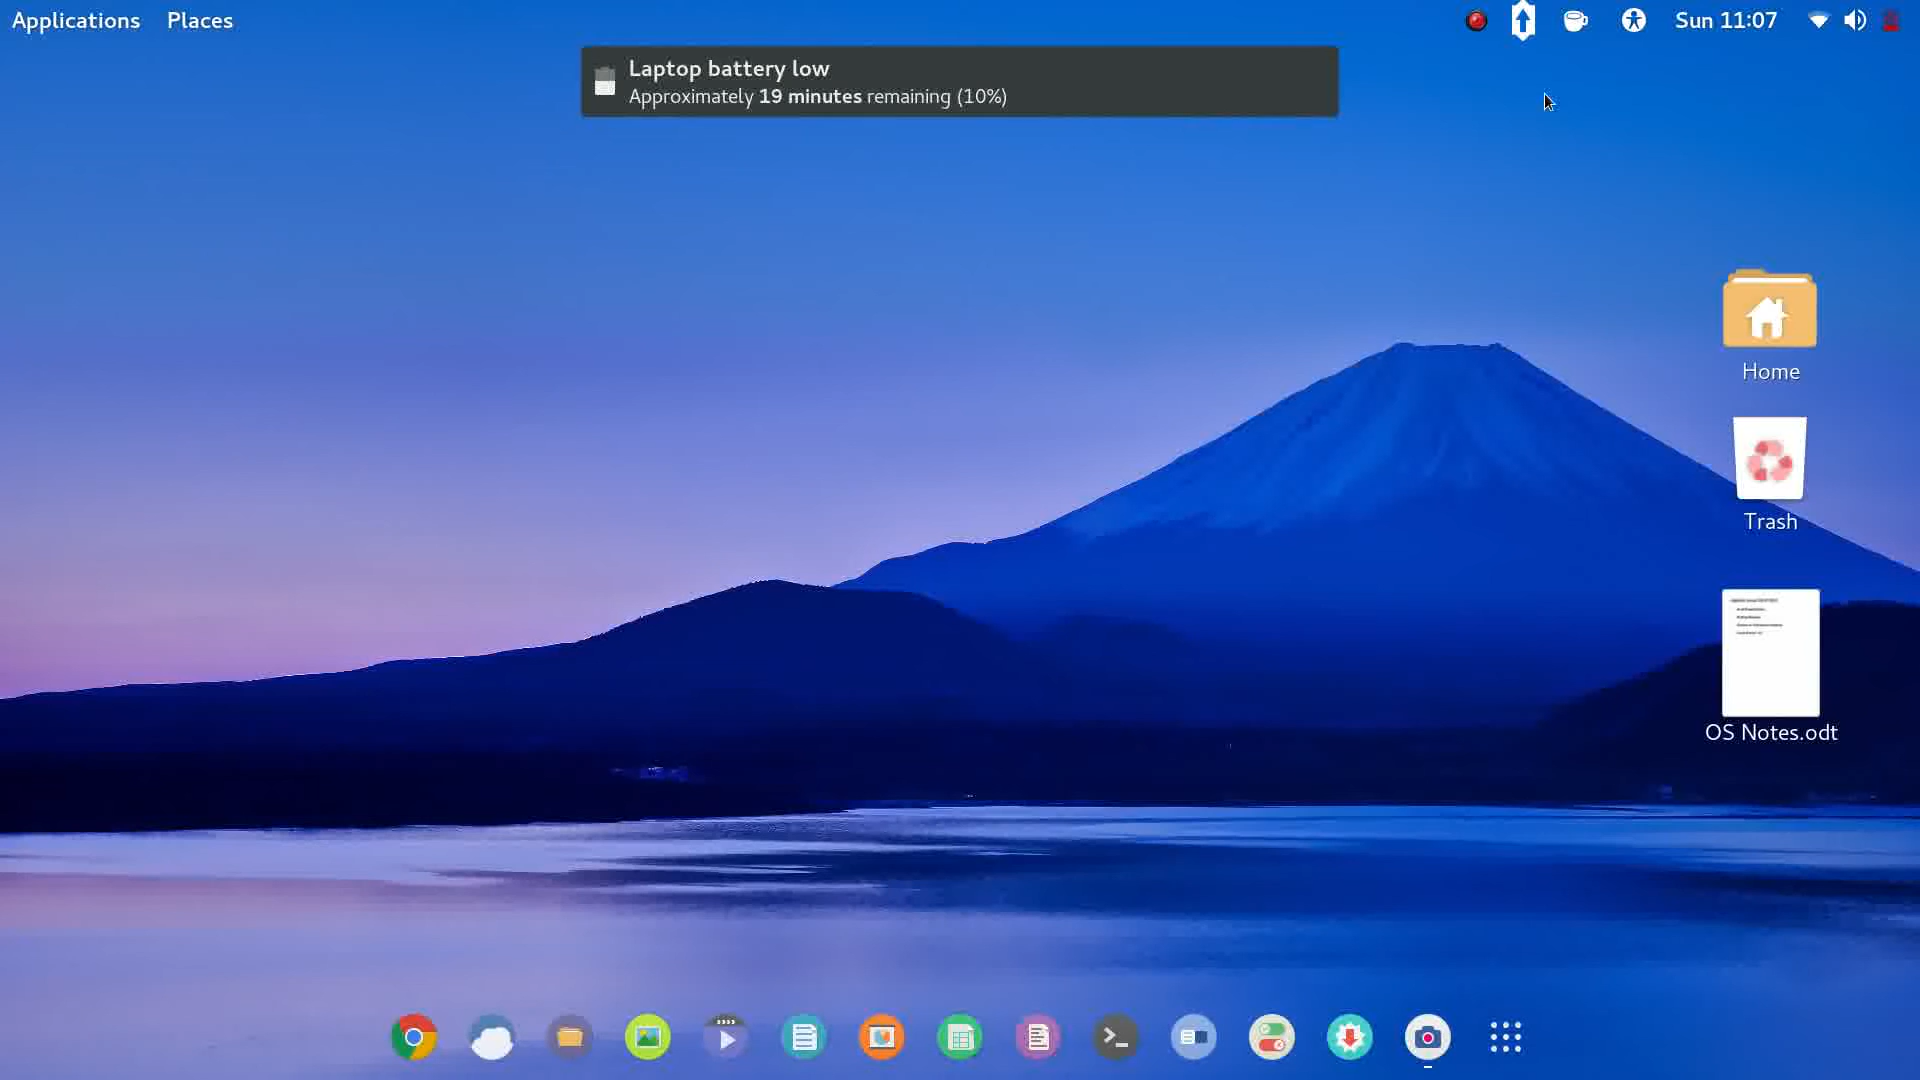 Applications Places Sun 11:07
Laptop battery low
Approximately 19 minutes remaining (10%)
Home
Trash
OS Notes.odt